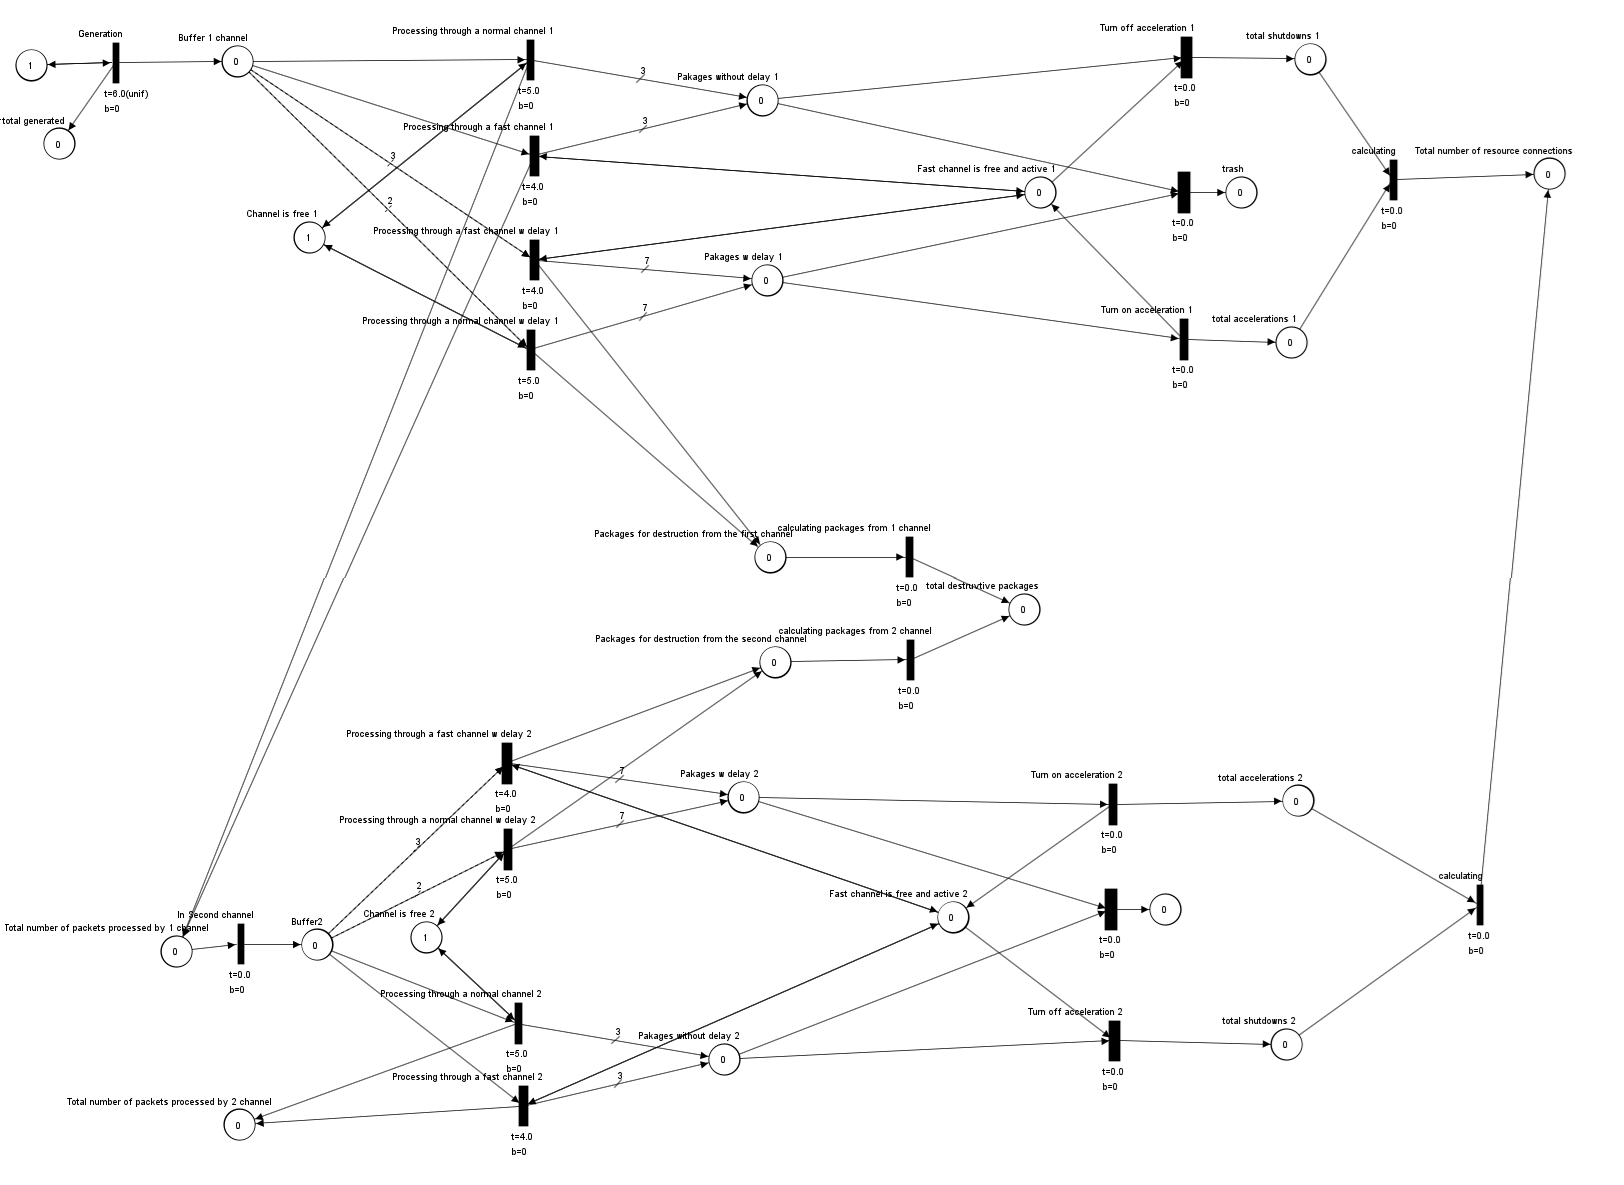 Generation
1
t=6.0(unif)
b=0
total generated
0
Buffer 1 channel
0
Processing through a normal channel 1
t=5.0
b=0
3
Pakages without delay 1
0
Processing through a fast channel 1
t=4.0
b=0
3
3
2
Channel is free 1
1
Processing through a fast channel w delay 1
t=4.0
b=0
7
Pakages w delay 1
0
Processing through a normal channel w delay 1
t=5.0
b=0
7
Turn off acceleration 1
t=0.0
b=0
total shutdowns 1
0
Fast channel is free and active 1
0
t=0.0
b=0
trash
0
calculating
t=0.0
b=0
Total number of resource connections
0
Turn on acceleration 1
t=0.0
b=0
total accelerations 1
0
Packages for destruction from the first channel
0
calculating packages from 1 channel
t=0.0
b=0
total destruvtive packages
0
Packages for destruction from the second channel
0
calculating packages from 2 channel
t=0.0
b=0
Processing through a fast channel w delay 2
t=4.0
b=0
7
Pakages w delay 2
0
Processing through a normal channel w delay 2
t=5.0
b=0
7
3
2
Turn on acceleration 2
t=0.0
b=0
total accelerations 2
0
Fast channel is free and active 2
0
t=0.0
b=0
0
calculating
t=0.0
b=0
Total number of packets processed by 1 channel
0
In Second channel
t=0.0
b=0
Buffer2
0
Channel is free 2
1
Processing through a normal channel 2
t=5.0
b=0
3
Pakages without delay 2
0
Turn off acceleration 2
t=0.0
b=0
total shutdowns 2
0
Processing through a fast channel 2
t=4.0
b=0
3
Total number of packets processed by 2 channel
0